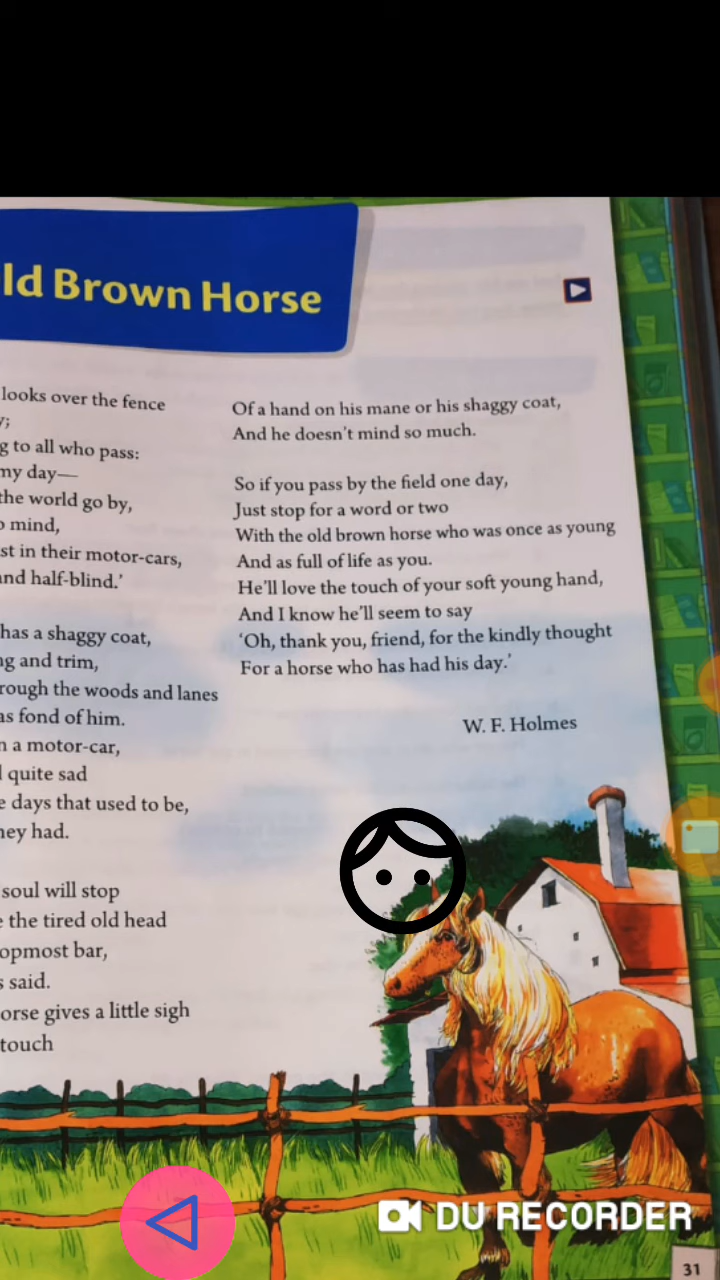 ld Brown Horse
looks over the fence
y;
g to all who pass:
my day—
the world go by,
o mind,
st in their motor-cars,
nd half-blind.’
has a shaggy coat,
ng and trim,
rough the woods and lanes
as fond of him.
n a motor-car,
l quite sad
e days that used to be,
hey had.
soul will stop
e the tired old head
opmost bar,
s said.
orse gives a little sigh
touch
Of a hand on his mane or his shaggy coat,
And he doesn’t mind so much.
So if you pass by the field one day,
Just stop for a word or two
With the old brown horse who was once as young
And as full of life as you.
He’ll love the touch of your soft young hand,
And I know he’ll seem to say
‘Oh, thank you, friend, for the kindly thought
For a horse who has had his day.’
W. F. Holmes
DU RECORDER
31